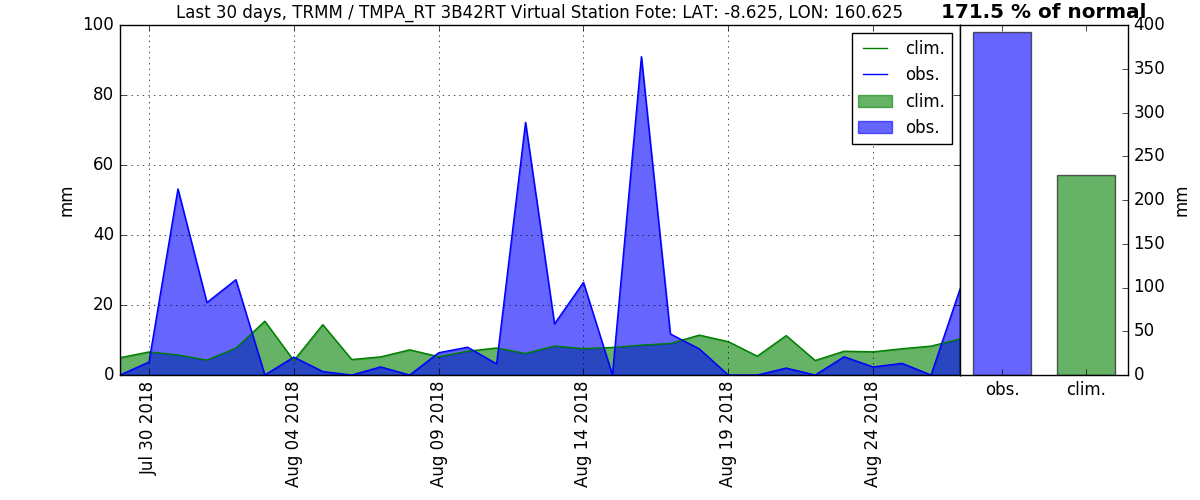 Last 30 days, TRMM / TMPA_RT 3B42RT Virtual Station Fote: LAT: -8.625, LON: 160.625
171.5 % of normal
100
80
60
40
20
0
mm
clim.
obs.
clim.
obs.
Jul 30 2018
Aug 04 2018
Aug 09 2018
Aug 14 2018
Aug 19 2018
Aug 24 2018
400
350
300
250
200
150
100
50
0
mm
obs.
clim.